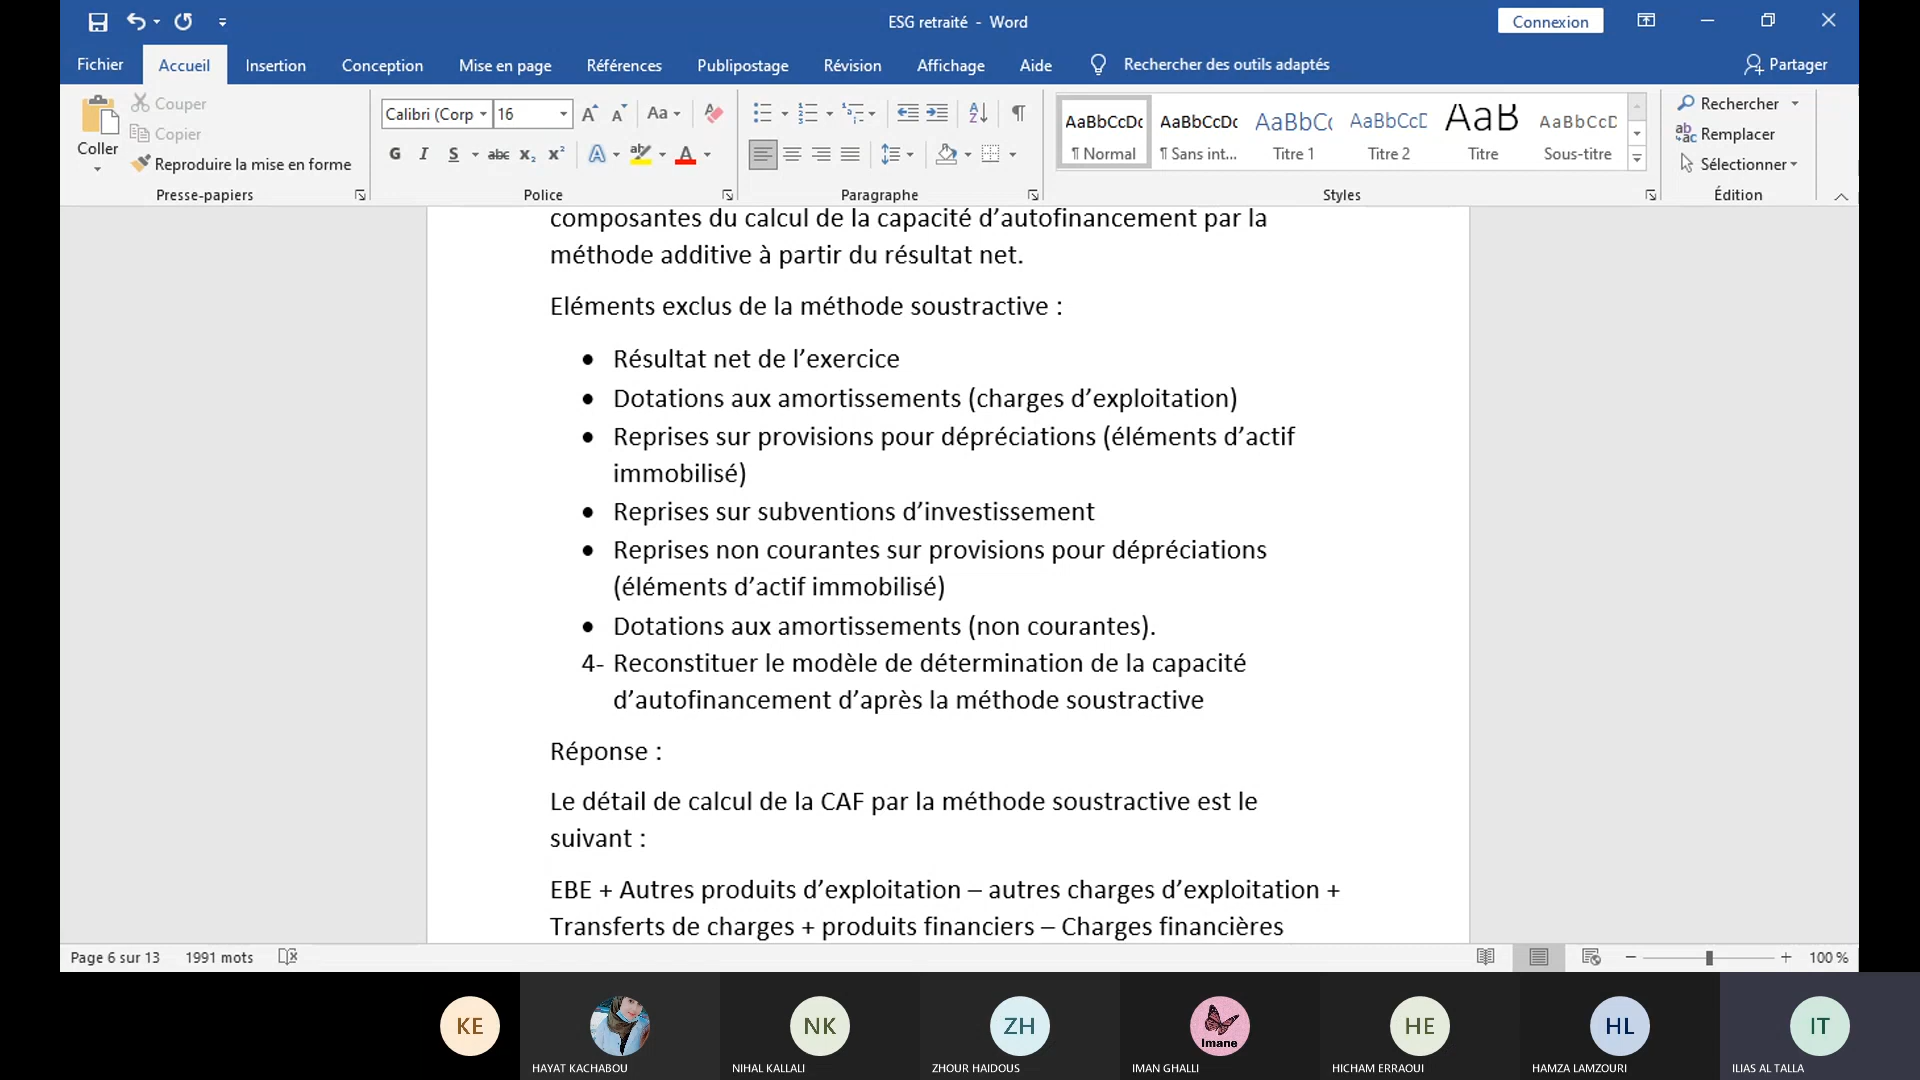 ESG retraité - Word
Connexion
Fichier
Accueil
Insertion
Conception
Mise en page
Références
Publipostage
Révision
Affichage
Aide
Rechercher des outils adaptés
Partager
Coller
Couper
Copier
Reproduire la mise en forme
Presse-papiers
Calibri (Corp
16
Aa
G I S abc x₂ x²
Police
Paragraphe
AaBbCcDc
¶ Normal
AaBbCcDc
¶ Sans int...
AaBbCc
Titre 1
AaBbCcD
Titre 2
AaB
Titre
AaBbCcD
Sous-titre
Styles
Rechercher
Remplacer
Sélectionner
Édition
composantes du calcul de la capacité d’autofinancement par la
méthode additive à partir du résultat net.
Eléments exclus de la méthode soustractive :
• Résultat net de l’exercice
• Dotations aux amortissements (charges d’exploitation)
• Reprises sur provisions pour dépréciations (éléments d’actif
immobilisé)
• Reprises sur subventions d’investissement
• Reprises non courantes sur provisions pour dépréciations
(éléments d’actif immobilisé)
• Dotations aux amortissements (non courantes).
4- Reconstituer le modèle de détermination de la capacité
d’autofinancement d’après la méthode soustractive
Réponse :
Le détail de calcul de la CAF par la méthode soustractive est le
suivant :
EBE + Autres produits d’exploitation – autres charges d’exploitation +
Transferts de charges + produits financiers – Charges financières
Page 6 sur 13
1991 mots
100 %
KE
HAYAT KACHABOU
NK
NIHAL KALLALI
ZH
ZHOUR HAIDOUS
Imane
IMAN GHALLI
HE
HICHAM ERRAOUI
HL
HAMZA LAMZOURI
IT
ILIAS AL TALLA